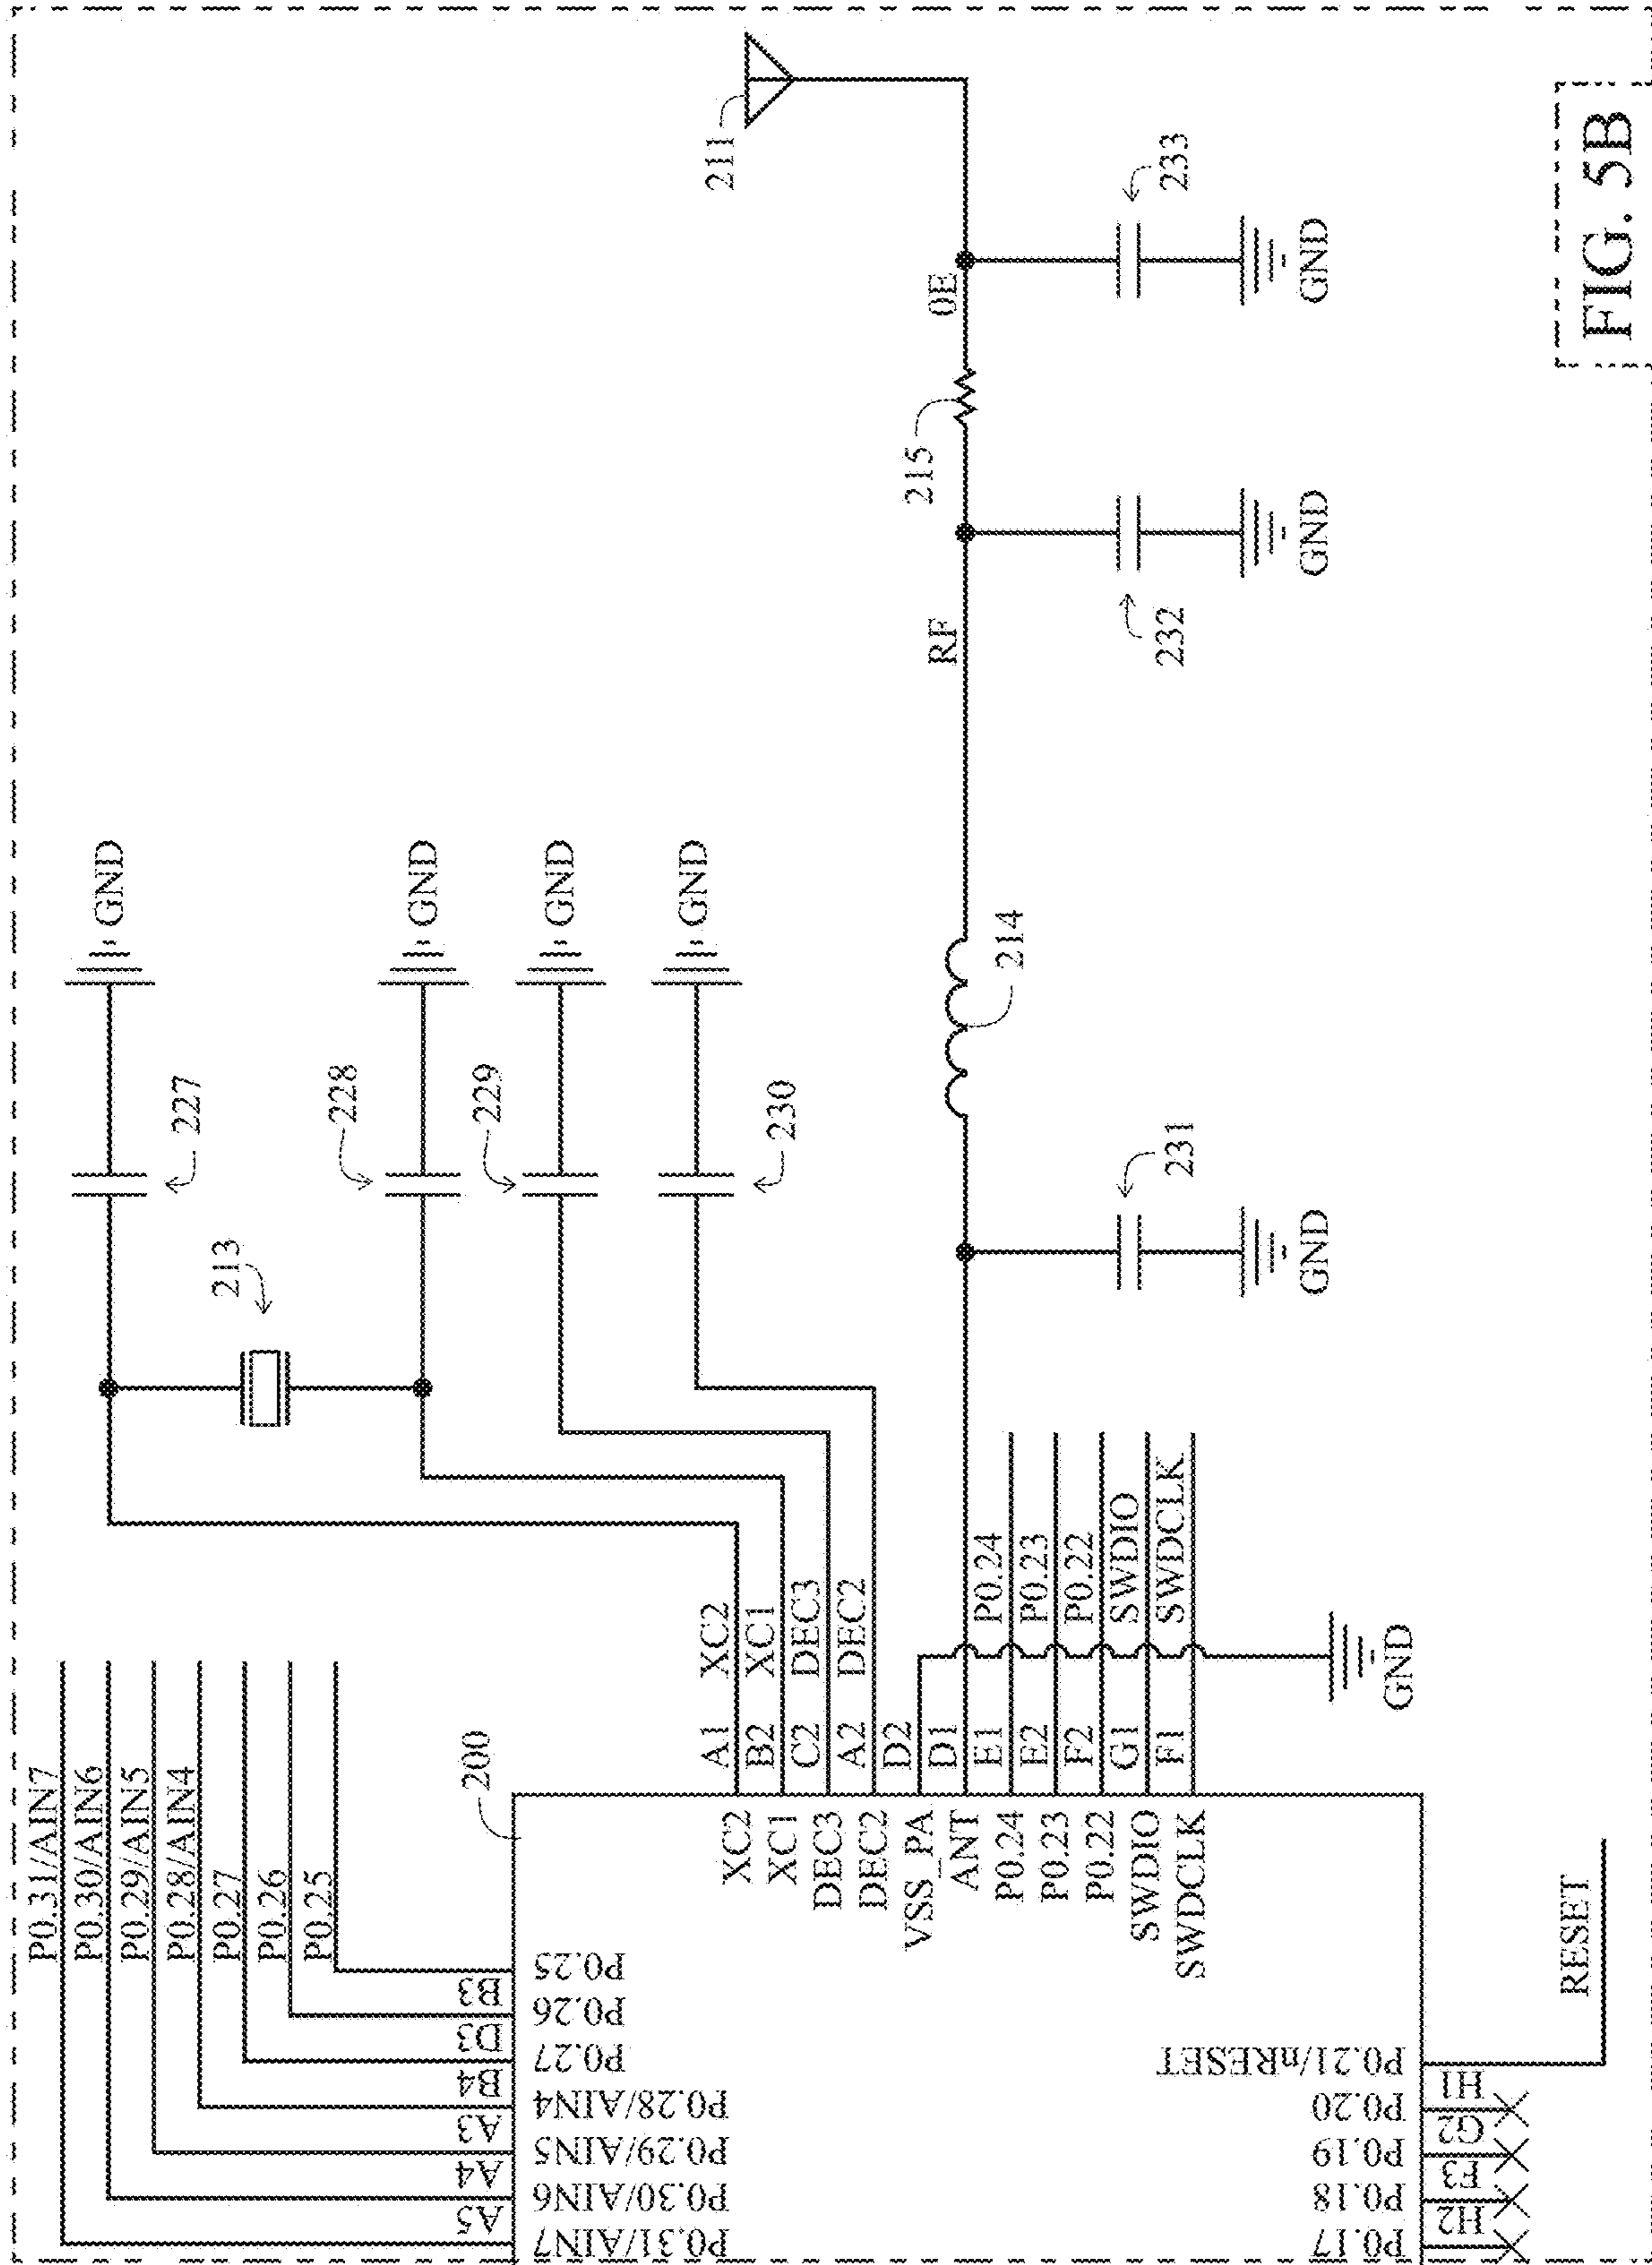 P0.31/AIN7
P0.30/AIN6
P0.29/AIN5
P0.28/AIN4
P0.27
P0.26
P0.25
A5
A4
A3
B4
D3
B3
P0.31/AIN7
P0.30/AIN6
P0.29/AIN5
P0.28/AIN4
P0.27
P0.26
P0.25
200
213
227
GND
228
GND
229
GND
230
GND
XC2 A1 XC2
XC1 B2 XC1
DEC3 C2 DEC3
DEC2 A2 DEC2
VSS_PA D2
ANT D1
P0.24 E1 P0.24
P0.23 E2 P0.23
P0.22 F2 P0.22
SWDIO G1 SWDIO
SWDCLK F1 SWDCLK
GND
231
GND
214
RF
232
GND
215
0E
233
GND
211
P0.17
P0.18
P0.19
P0.20
P0.21/nRESET
H2
F3
G2
H1
RESET
FIG. 5B